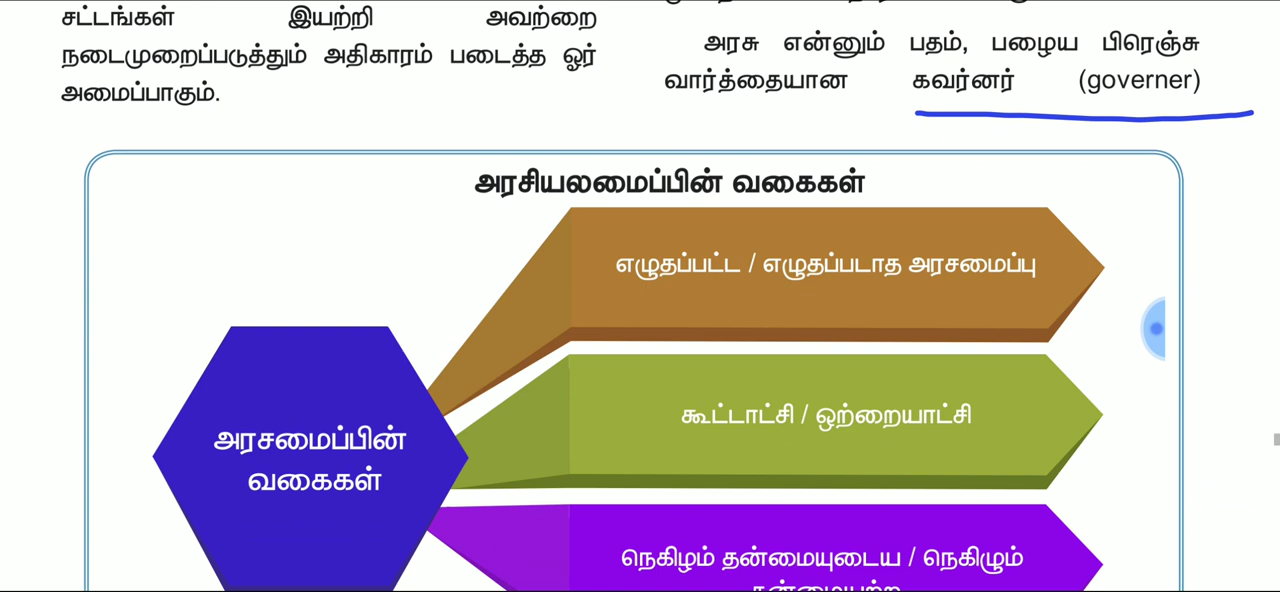 சட்டங்கள் இயற்றி அவற்றை
நடைமுறைப்படுத்தும் அதிகாரம் படைத்த ஓர்
அமைப்பாகும்.
அரசு என்னும் பதம், பழைய பிரெஞ்சு
வார்த்தையான கவர்னர் (governer)
அரசியலமைப்பின் வகைகள்
அரசமைப்பின்
வகைகள்
எழுதப்பட்ட / எழுதப்படாத அரசமைப்பு
கூட்டாட்சி / ஒற்றையாட்சி
நெகிழும் தன்மையுடைய / நெகிழும்